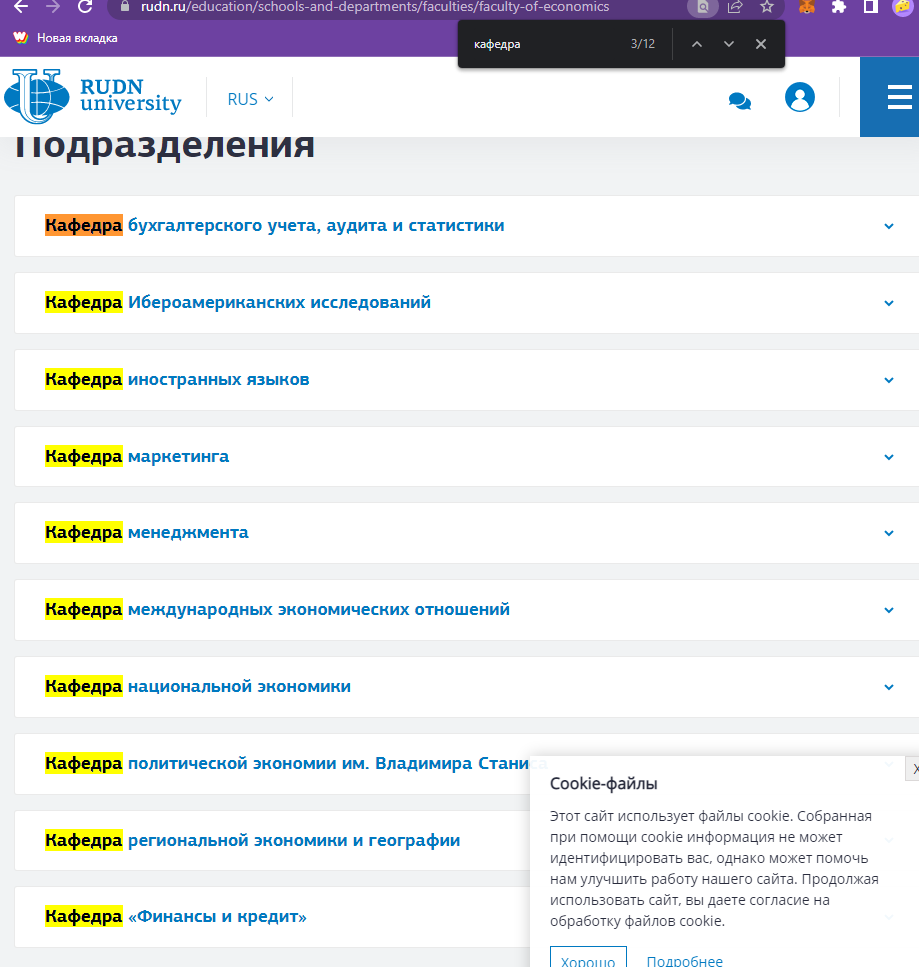 rudn.ru/education/schools-and-departments/faculties/faculty-of-economics
Новая вкладка
кафедра 3/12
RUDN
university
RUS
Подразделения
Кафедра бухгалтерского учета, аудита и статистики
Кафедра Ибероамериканских исследований
Кафедра иностранных языков
Кафедра маркетинга
Кафедра менеджмента
Кафедра международных экономических отношений
Кафедра национальной экономики
Кафедра политической экономии им. Владимира Станиса
Кафедра региональной экономики и географии
Кафедра «Финансы и кредит»
Cookie-файлы
X
Этот сайт использует файлы cookie. Собранная
при помощи cookie информация не может
идентифицировать вас, однако может помочь
нам улучшить работу нашего сайта. Продолжая
использовать сайт, вы даете согласие на
обработку файлов cookie.
Хорошо Подробнее